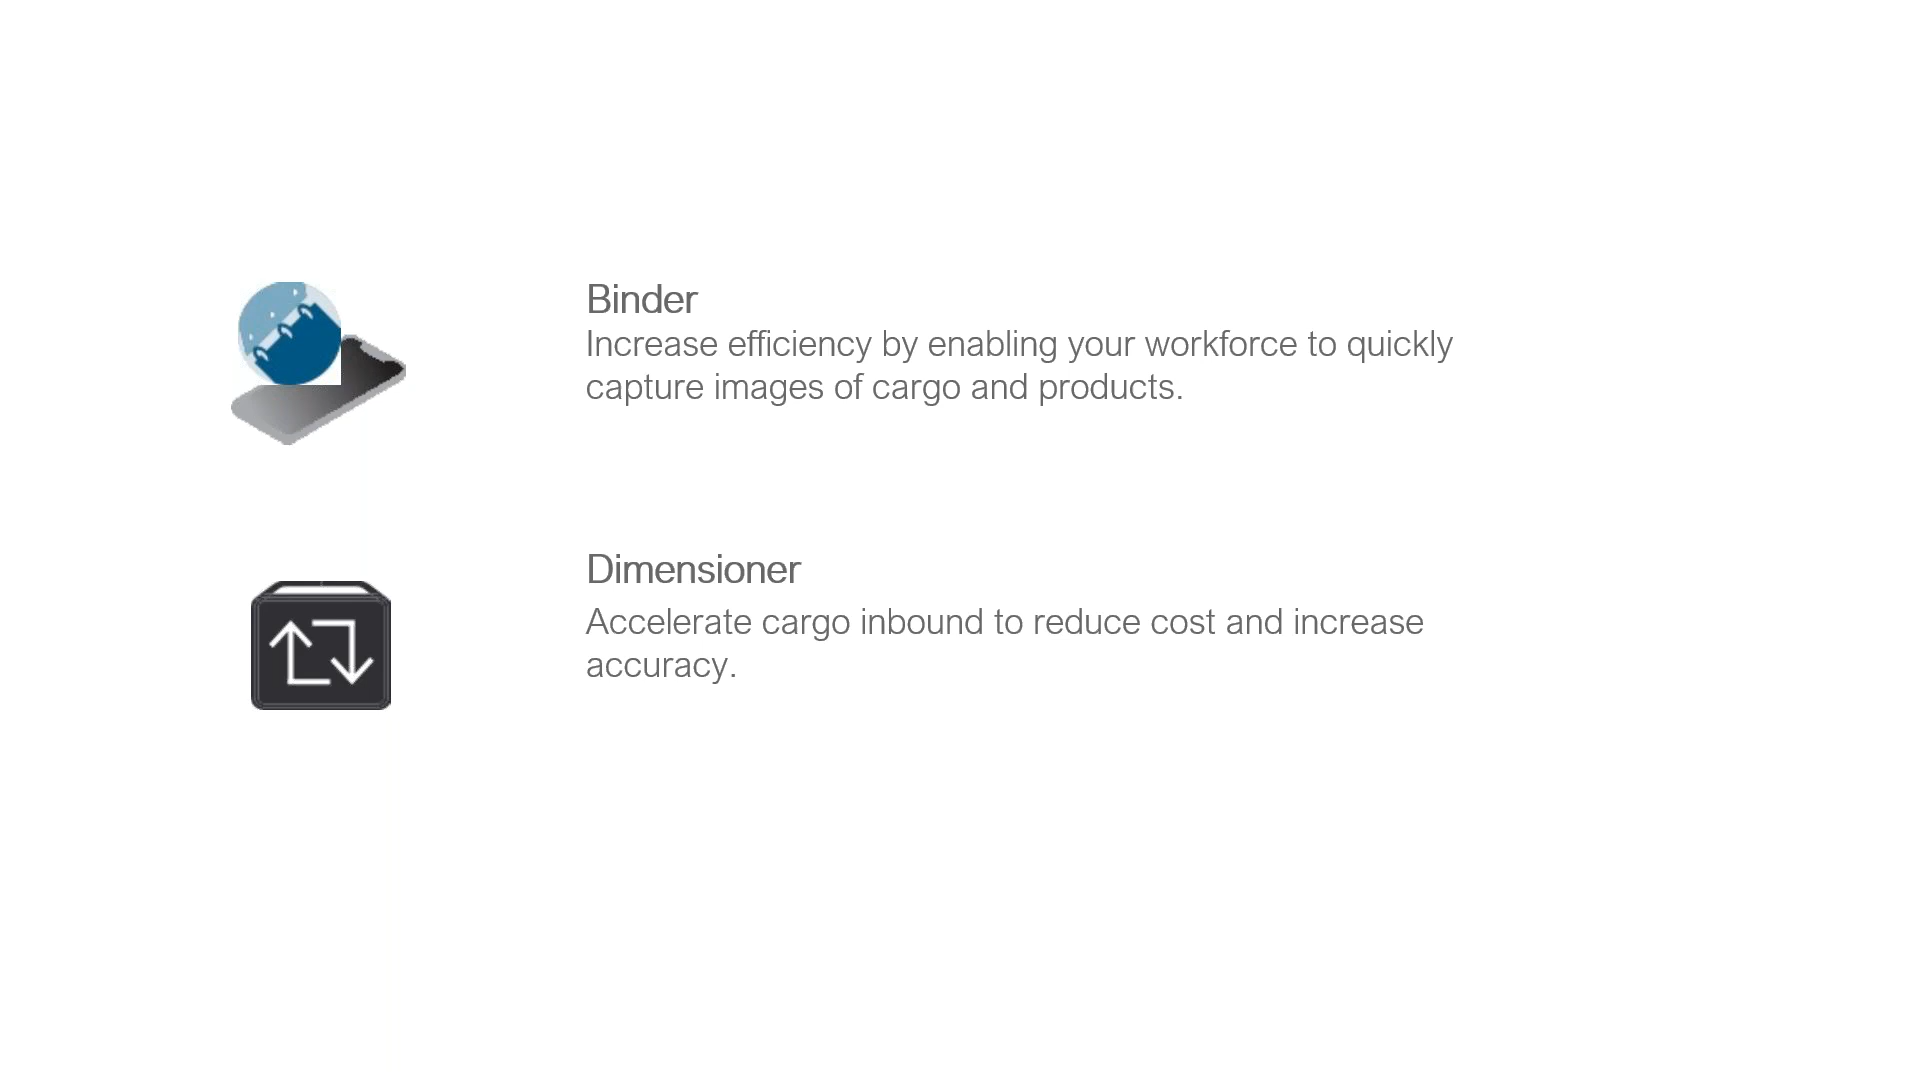 Binder
Increase efficiency by enabling your workforce to quickly
capture images of cargo and products.
Dimensioner
Accelerate cargo inbound to reduce cost and increase
accuracy.